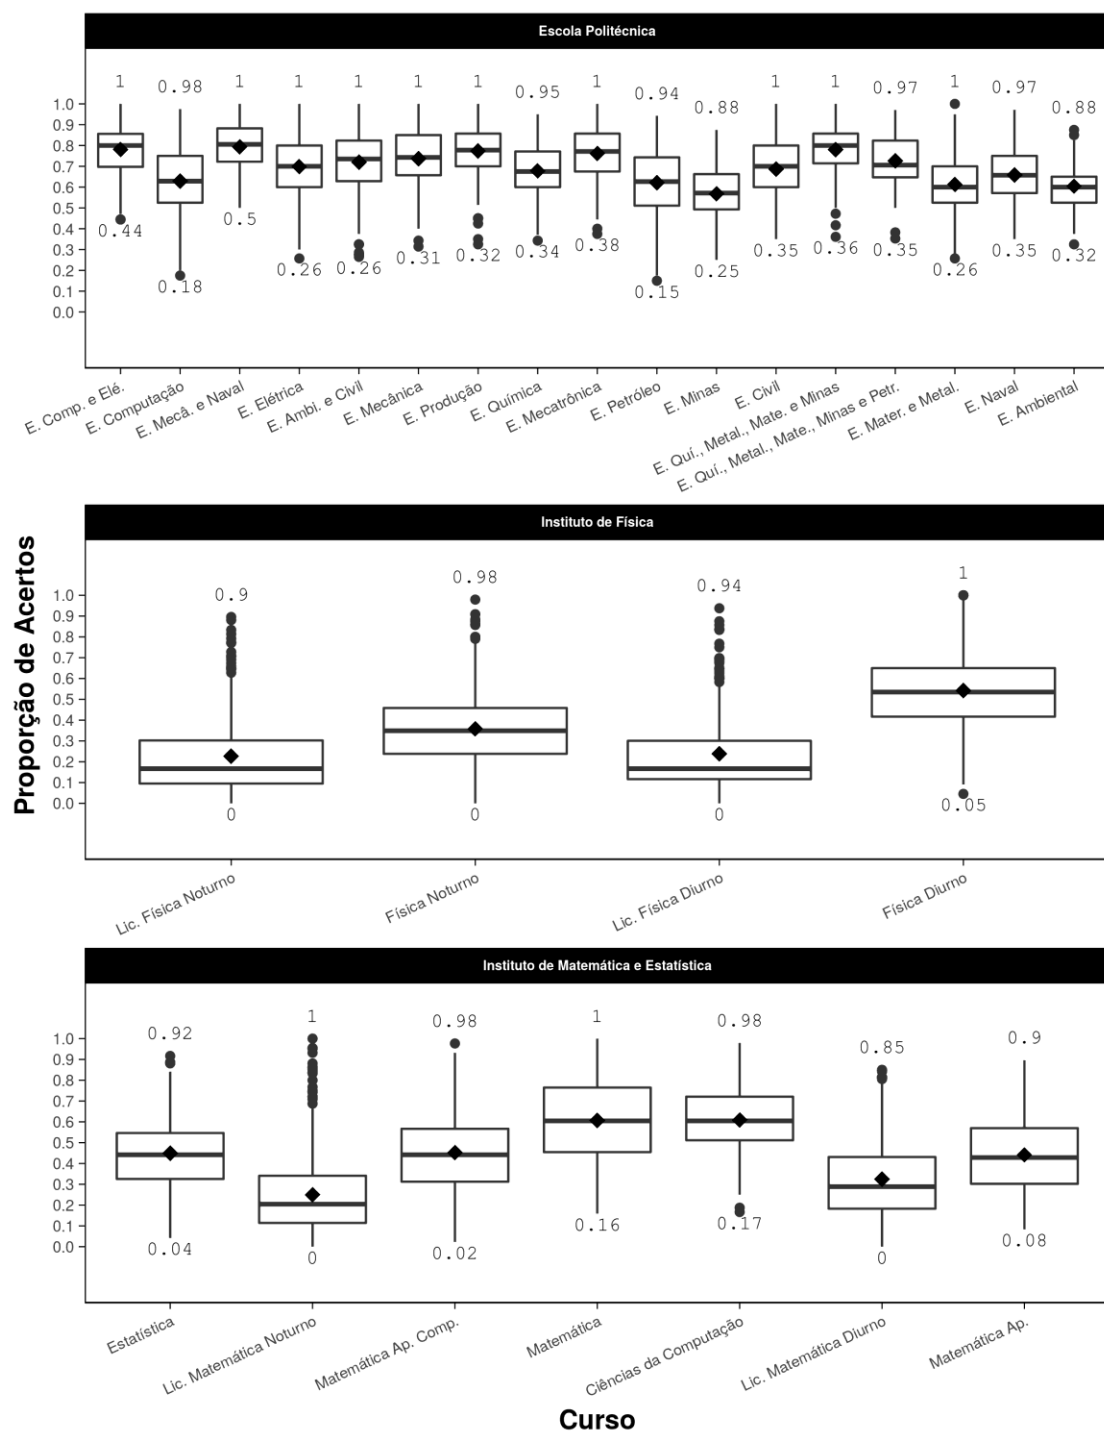 Escola Politécnica
1 0.98 1 1 1 1 1 0.95 1 0.94 0.88 1 1 0.97 1 0.97 0.88
1.0
0.9
0.8
0.7
0.6
0.5
0.4
0.3
0.2
0.1
0.0
0.44 0.18 0.5 0.26 0.26 0.31 0.32 0.34 0.38 0.15 0.25 0.35 0.36 0.35 0.26 0.35 0.32
E. Comp. e Elé.
E. Computação
E. Mecâ. e Naval
E. Elétrica
E. Ambi. e Civil
E. Mecânica
E. Produção
E. Química
E. Mecatrônica
E. Petróleo
E. Minas
E. Civil
E. Quí., Metal., Mate. e Minas
E. Quí., Metal., Mate., Minas e Petr.
E. Mater. e Metal.
E. Naval
E. Ambiental
Proporção de Acertos
Instituto de Física
0.9 0.98 0.94 1
1.0
0.9
0.8
0.7
0.6
0.5
0.4
0.3
0.2
0.1
0.0
0 0 0 0.05
Lic. Física Noturno
Física Noturno
Lic. Física Diurno
Física Diurno
Instituto de Matemática e Estatística
0.92 1 0.98 1 0.98 0.85 0.9
1.0
0.9
0.8
0.7
0.6
0.5
0.4
0.3
0.2
0.1
0.0
0.04 0 0.02 0.16 0.17 0 0.08
Estatística
Lic. Matemática Noturno
Matemática Ap. Comp.
Matemática
Ciências da Computação
Lic. Matemática Diurno
Matemática Ap.
Curso